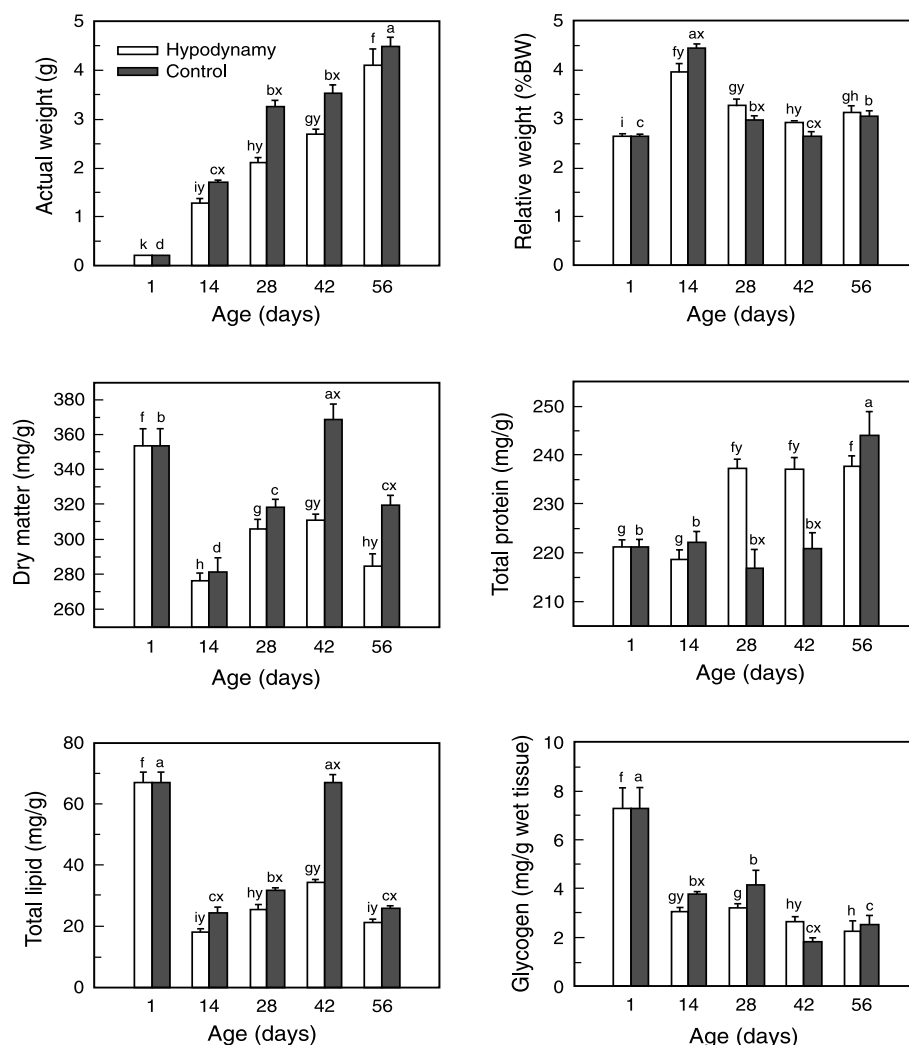 Actual weight (g)
5
4
3
2
1
0
Hypodynamy
Control
k d
iy cx
hy bx
gy bx
f a
1 14 28 42 56
Age (days)
Relative weight (%BW)
5
4
3
2
1
0
i c
fy ax
gy bx
hy cx
gh b
1 14 28 42 56
Age (days)
Dry matter (mg/g)
380
360
340
320
300
280
260
f b
h d
g c
gy ax
hy cx
1 14 28 42 56
Age (days)
Total protein (mg/g)
250
240
230
220
210
g b
g b
fy bx
fy bx
f a
1 14 28 42 56
Age (days)
Total lipid (mg/g)
80
60
40
20
0
f a
iy cx
hy bx
gy ax
iy cx
1 14 28 42 56
Age (days)
Glycogen (mg/g wet tissue)
10
8
6
4
2
0
f a
gy bx
g b
hy cx
h c
1 14 28 42 56
Age (days)